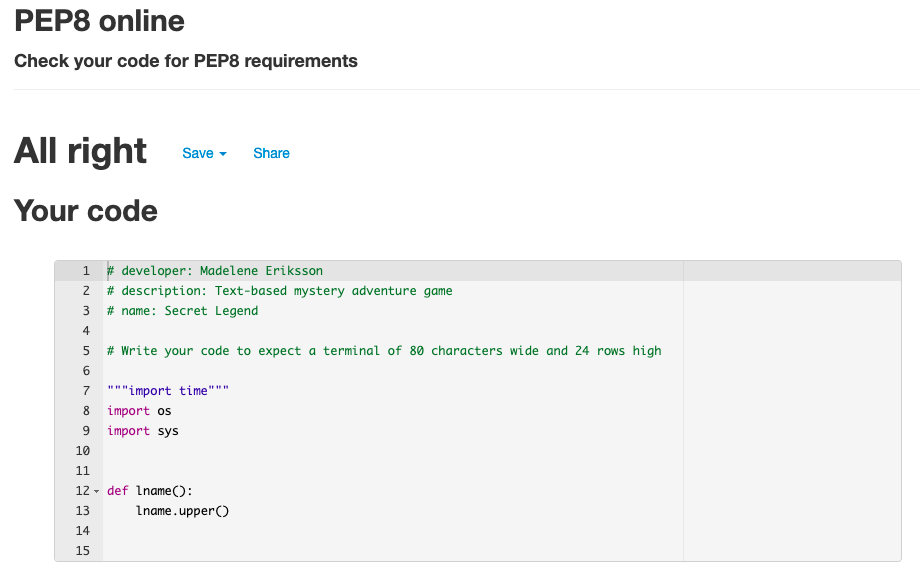 PEP8 online
Check your code for PEP8 requirements
All right Save Share
Your code
1 # developer: Madelene Eriksson
2 # description: Text-based mystery adventure game
3 # name: Secret Legend
4
5 # Write your code to expect a terminal of 80 characters wide and 24 rows high
6
7 """import time"""
8 import os
9 import sys
10
11
12 def lname():
13     lname.upper()
14
15